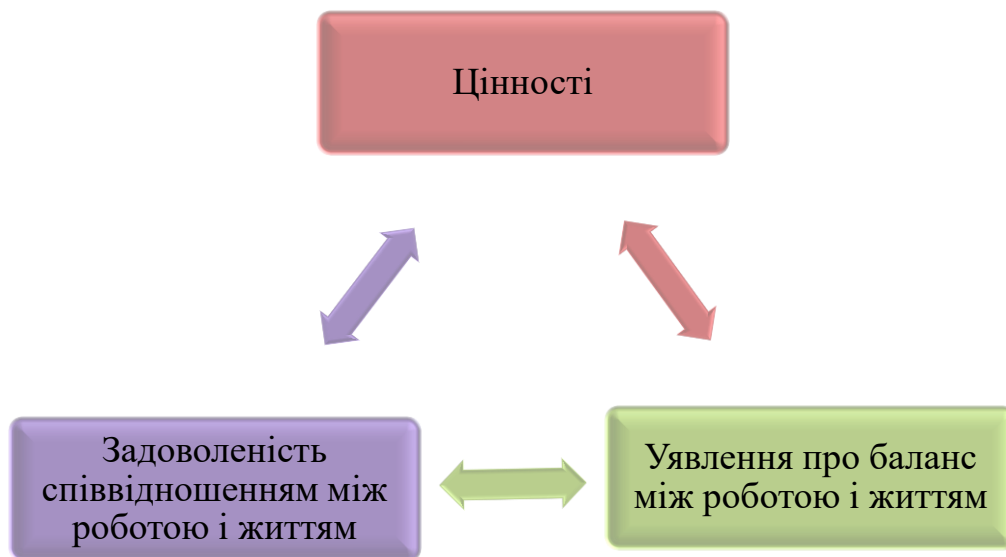 Цінності
Задоволеність
співвідношенням між
роботою і життям
Уявлення про баланс
між роботою і життям